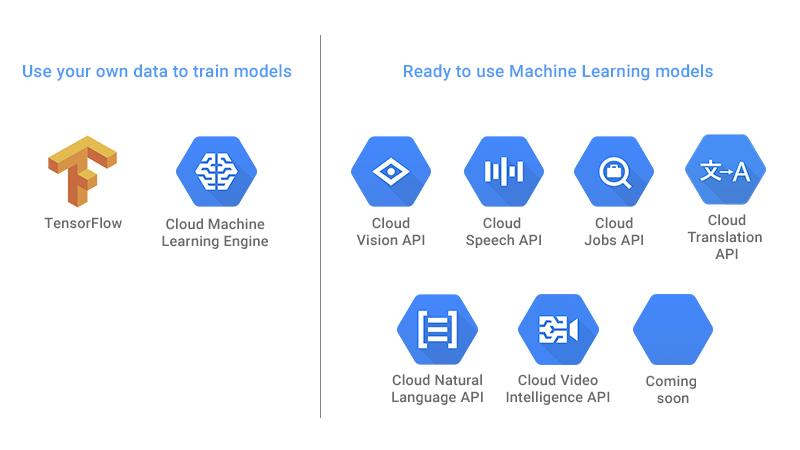 Use your own data to train models
Ready to use Machine Learning models
TensorFlow
Cloud Machine
Learning Engine
Cloud
Vision API
Cloud
Speech API
Cloud
Jobs API
文→A
Cloud
Translation
API
Cloud Natural
Language API
Cloud Video
Intelligence API
Coming
soon